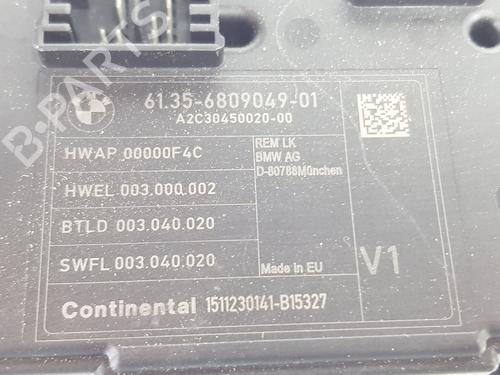 BMW
61.35-6809049-01
A2C30450020-00
HWAP 00000F4C
HWEL 003.000.002
BTLD 003.040.020
SWFL 003.040.020
REM LK
BMW AG
D-80788München
Made in EU
V1
Continental 1511230141-B15327
B-PARTS